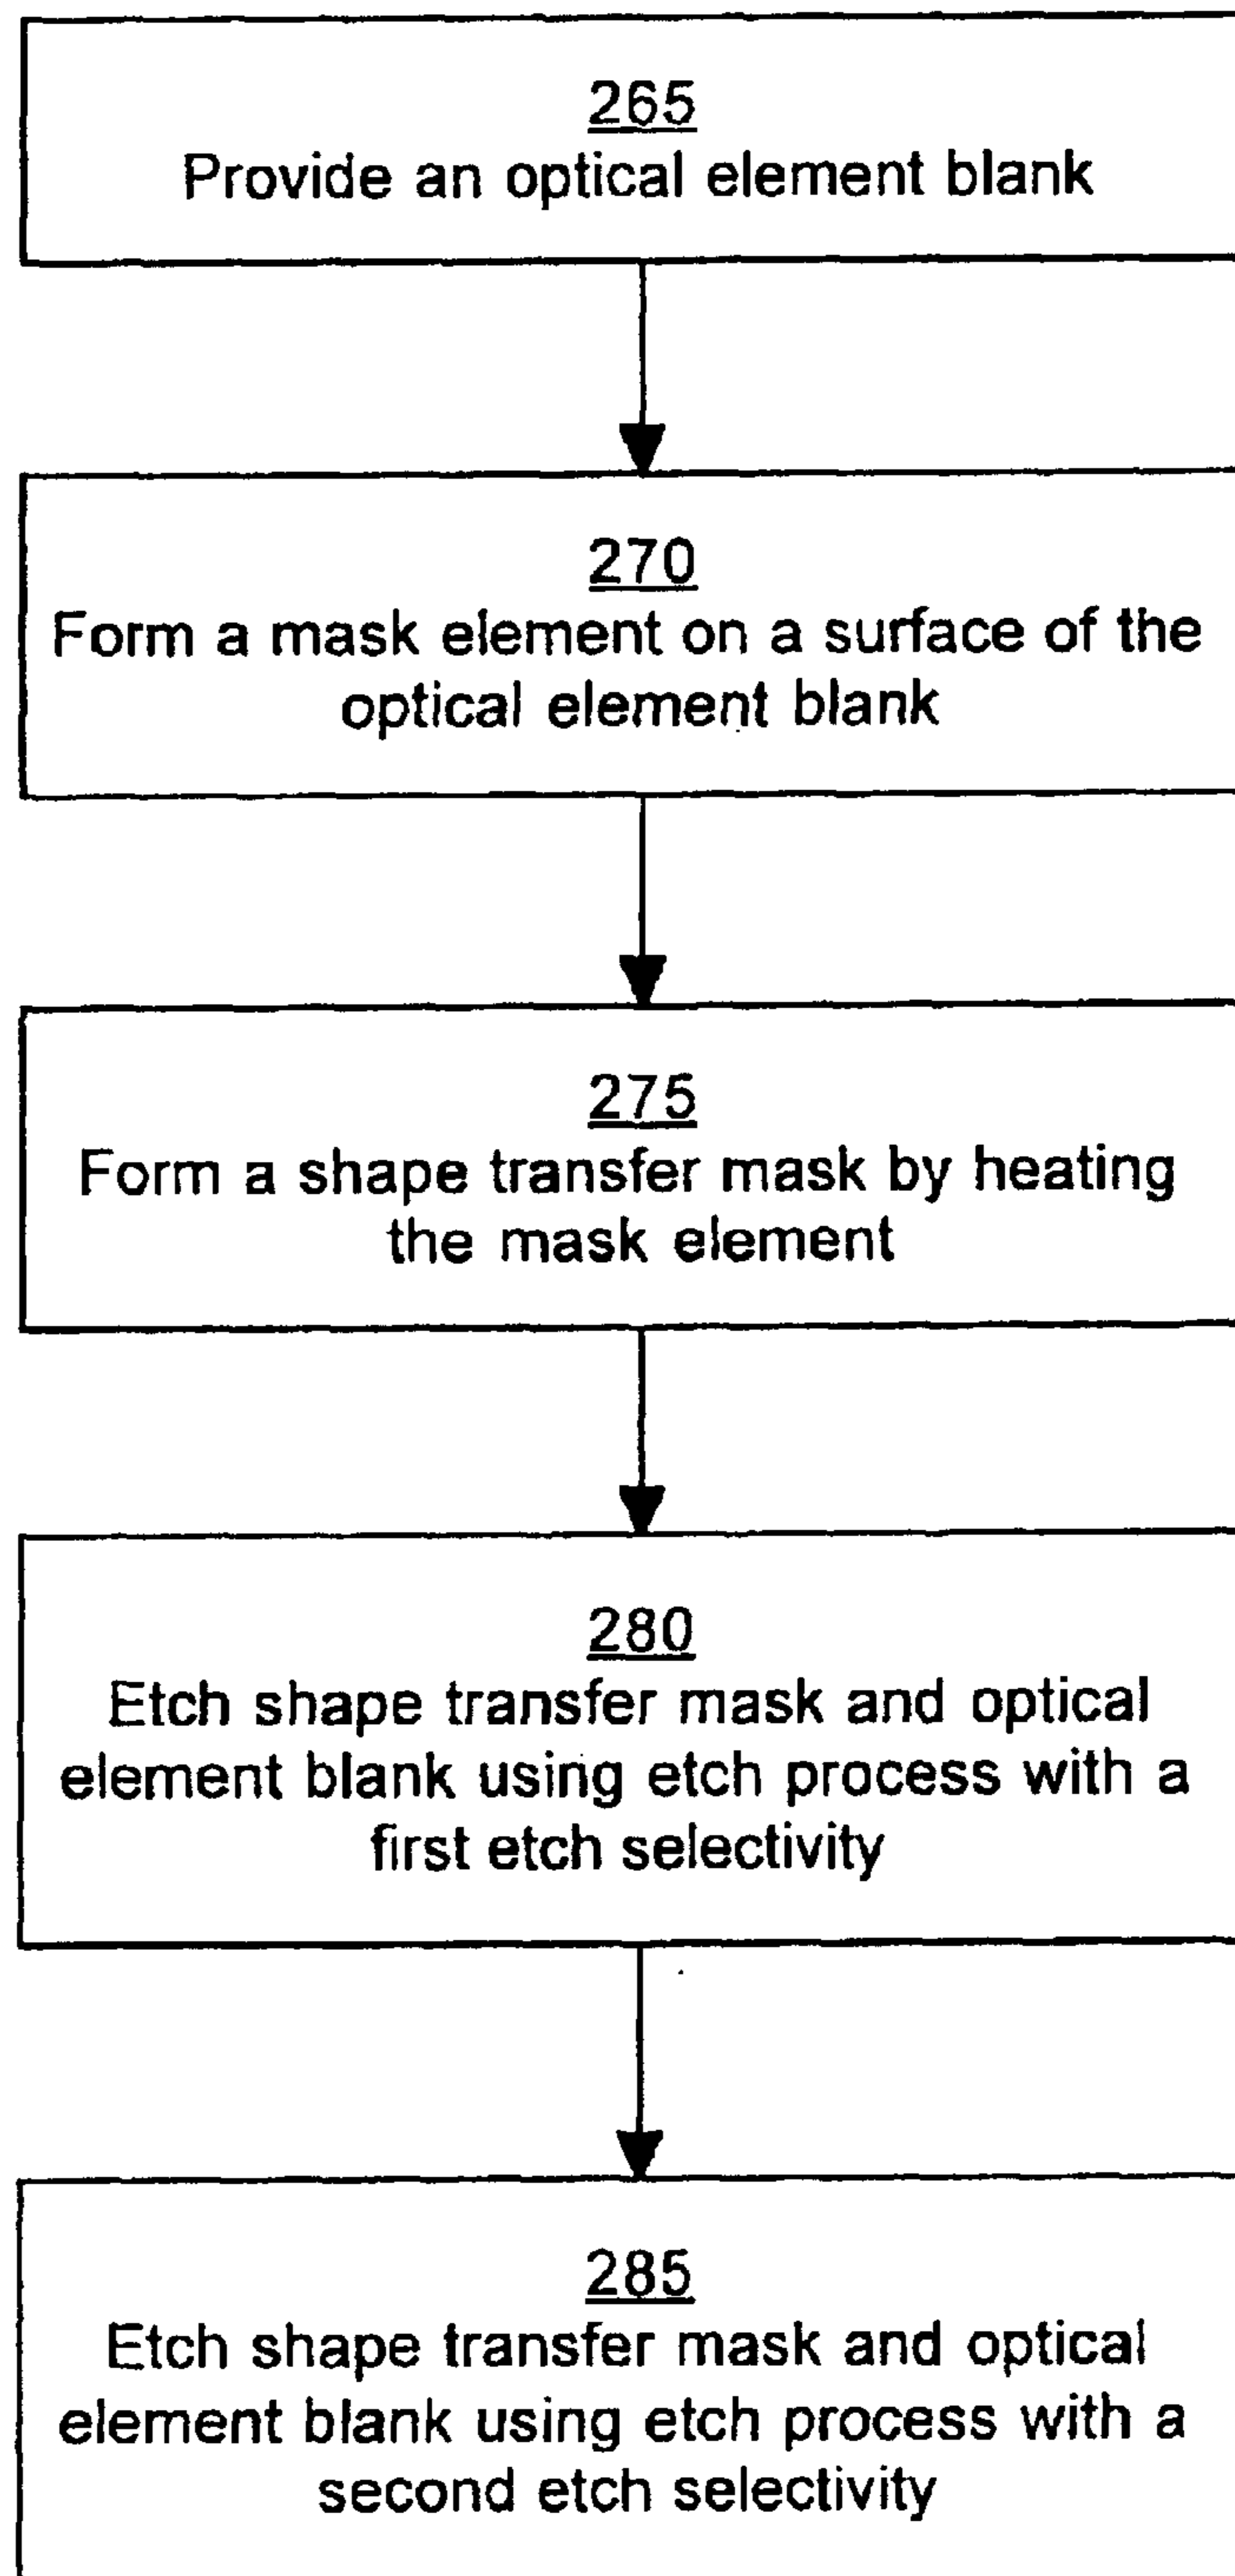 265
Provide an optical element blank
270
Form a mask element on a surface of the
optical element blank
275
Form a shape transfer mask by heating
the mask element
280
Etch shape transfer mask and optical
element blank using etch process with a
first etch selectivity
285
Etch shape transfer mask and optical
element blank using etch process with a
second etch selectivity